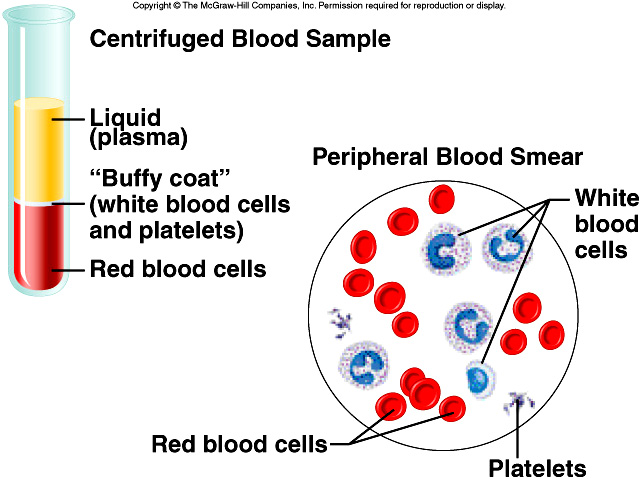 Copyright © The McGraw-Hill Companies, Inc. Permission required for reproduction or display.
Centrifuged Blood Sample
Liquid
(plasma)
“Buffy coat”
(white blood cells
and platelets)
Red blood cells
Peripheral Blood Smear
White
blood
cells
Red blood cells
Platelets